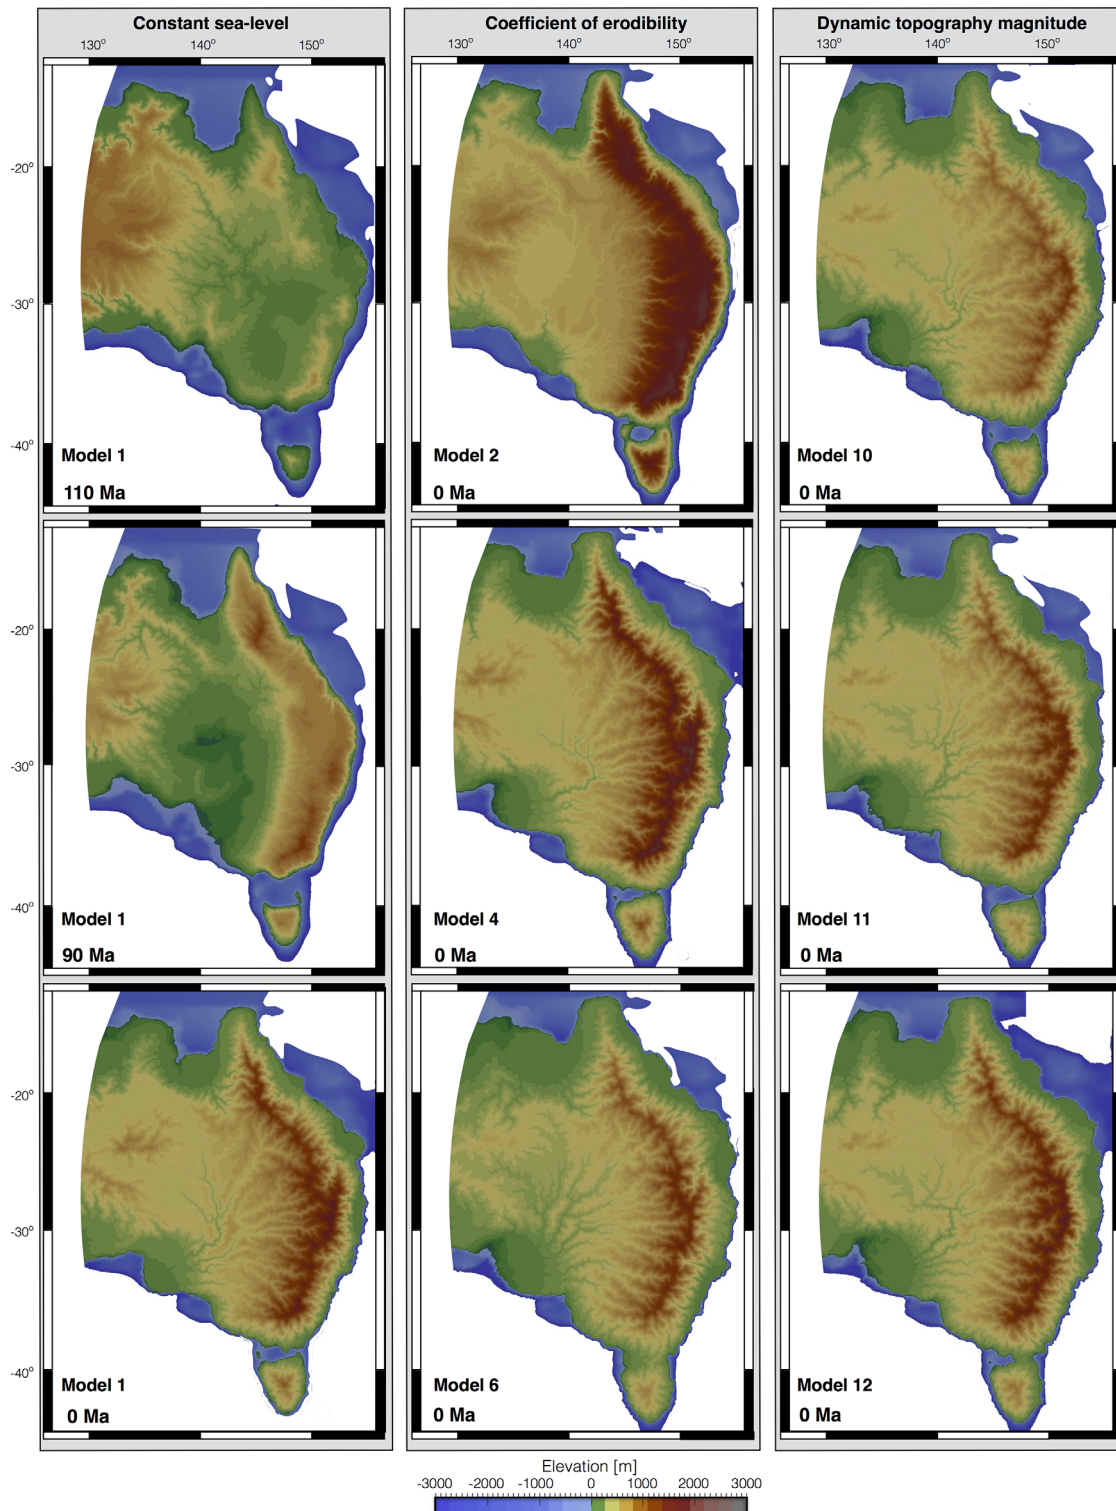 Constant sea-level
Coefficient of erodibility
Dynamic topography magnitude
130° 140° 150°
130° 140° 150°
130° 140° 150°
-20°
-30°
-40°
Model 1
110 Ma
Model 2
0 Ma
Model 10
0 Ma
-20°
-30°
-40°
Model 1
90 Ma
Model 4
0 Ma
Model 11
0 Ma
-20°
-30°
-40°
Model 1
0 Ma
Model 6
0 Ma
Model 12
0 Ma
Elevation [m]
-3000 -2000 -1000 0 1000 2000 3000